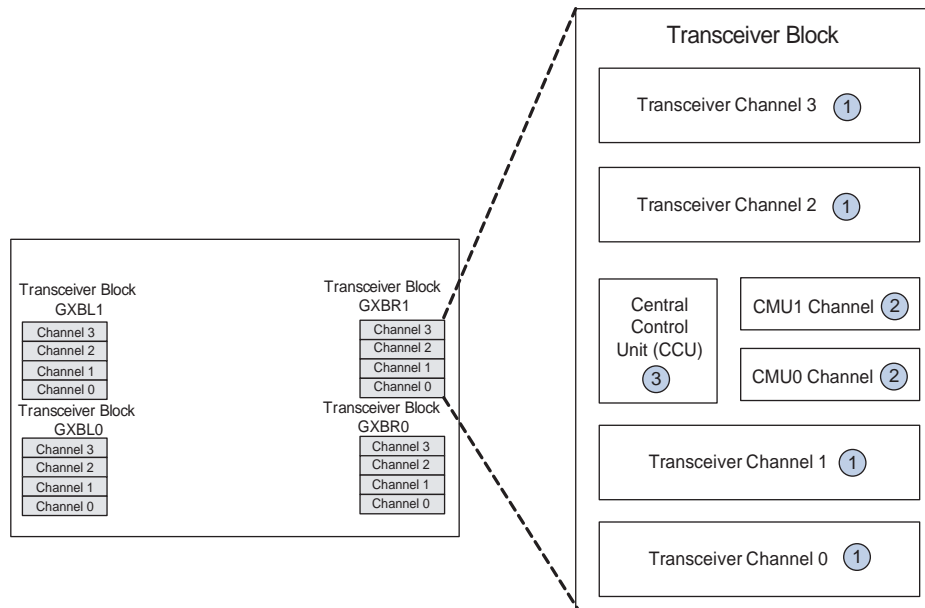 Transceiver Block
GXBL1
Channel 3
Channel 2
Channel 1
Channel 0
Transceiver Block
GXBL0
Channel 3
Channel 2
Channel 1
Channel 0
Transceiver Block
GXBR1
Channel 3
Channel 2
Channel 1
Channel 0
Transceiver Block
GXBR0
Channel 3
Channel 2
Channel 1
Channel 0
Transceiver Block
Transceiver Channel 3 1
Transceiver Channel 2 1
Central
Control
Unit (CCU)
3
CMU1 Channel 2
CMU0 Channel 2
Transceiver Channel 1 1
Transceiver Channel 0 1